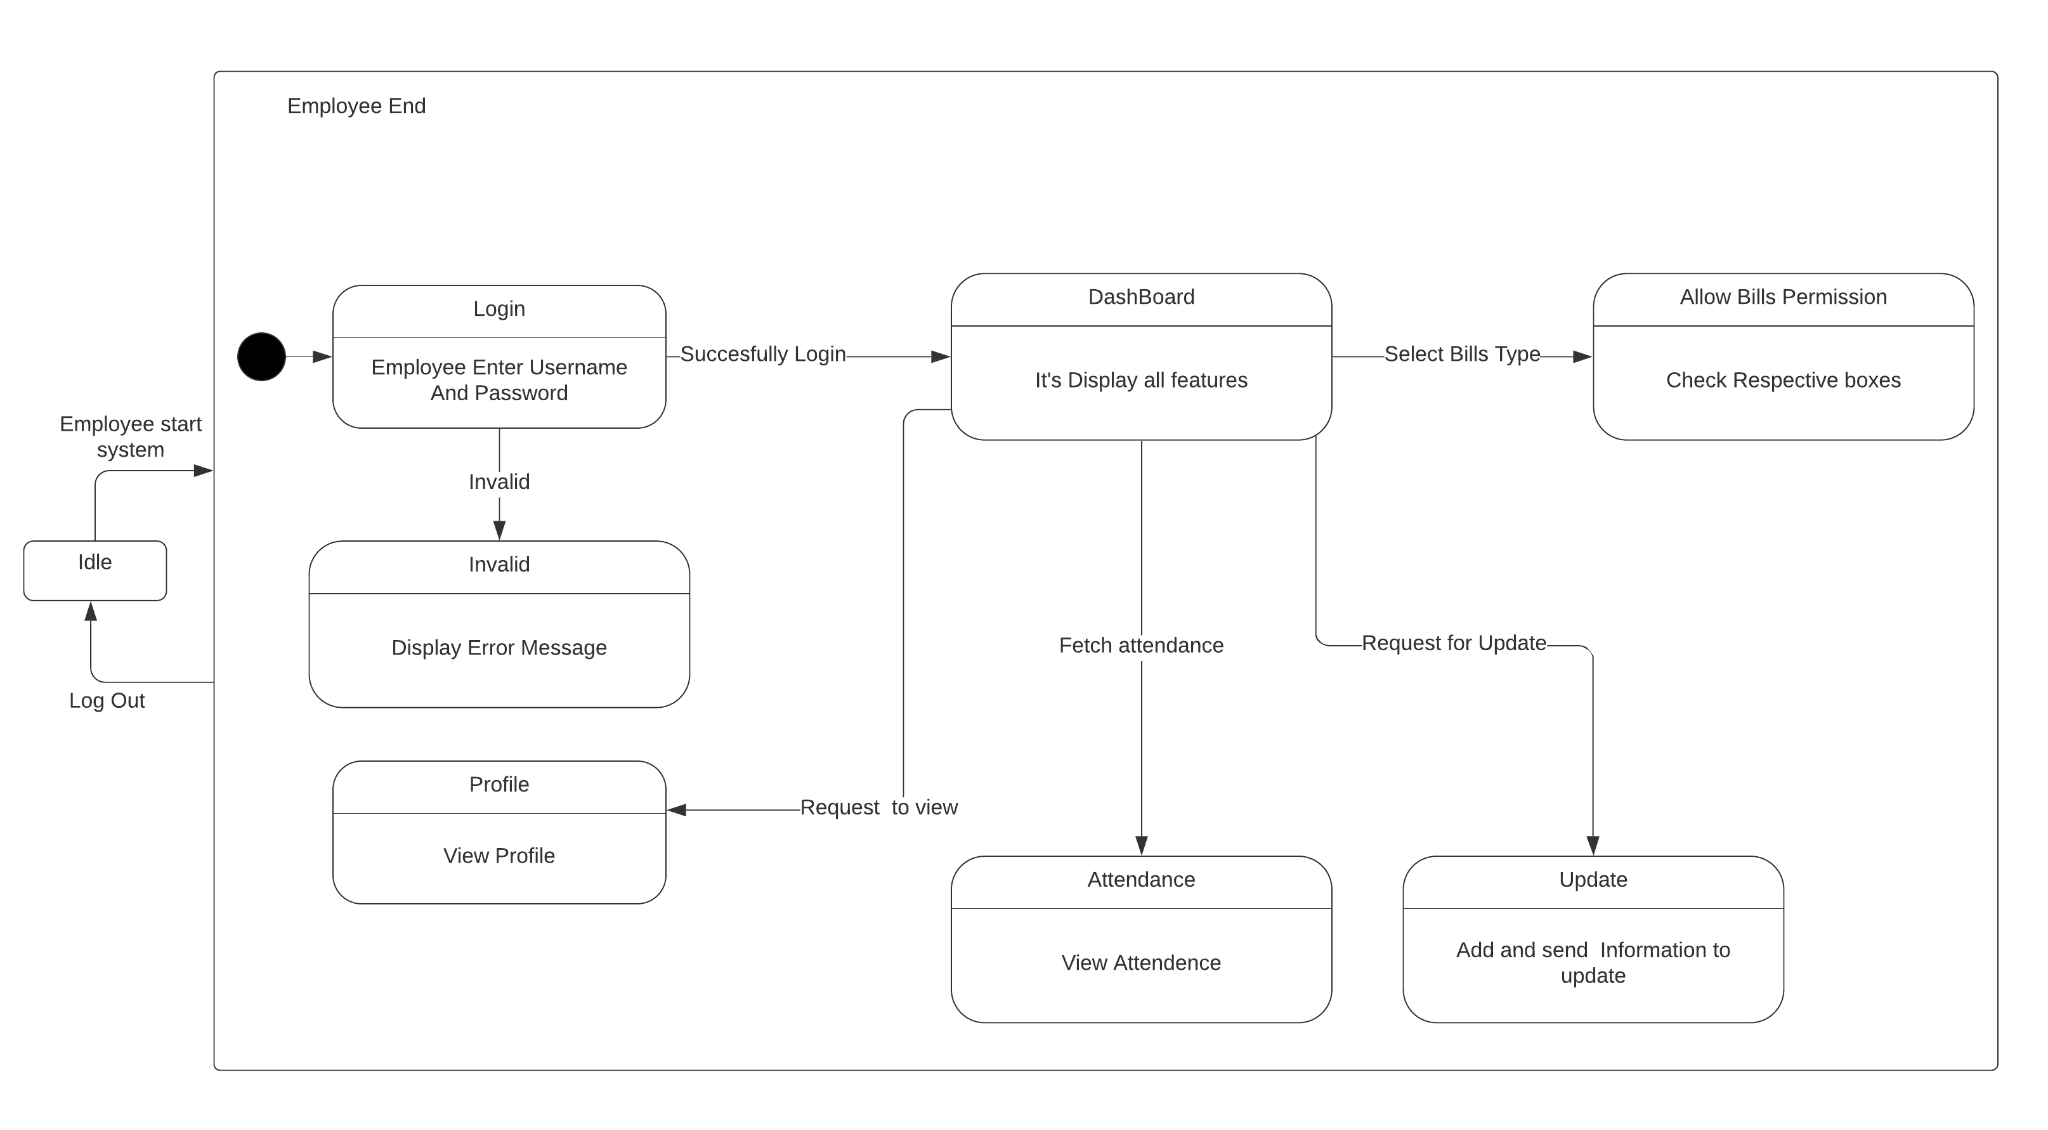 Employee End
Login
Employee Enter Username
And Password
Succesfully Login
DashBoard
It's Display all features
Select Bills Type
Allow Bills Permission
Check Respective boxes
Employee start
system
Idle
Log Out
Invalid
Invalid
Display Error Message
Fetch attendance
Request for Update
Profile
View Profile
Request  to view
Attendance
View Attendence
Update
Add and send  Information to
update